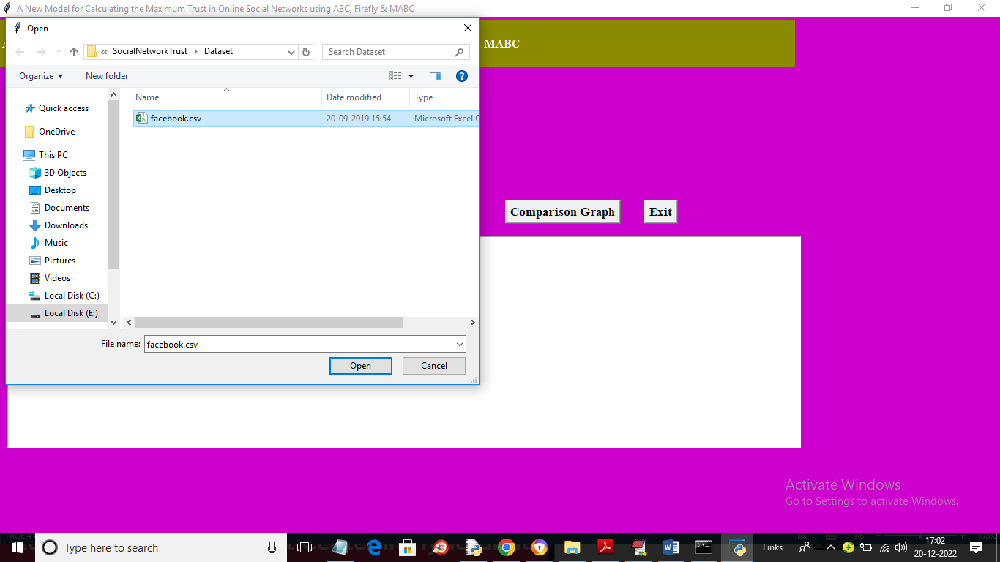 A New Model for Calculating the Maximum Trust in Online Social Networks using ABC, Firefly & MABC
Open
MABC
« SocialNetworkTrust > Dataset
Search Dataset
Organize
New folder
Name
Date modified
Type
facebook.csv
20-09-2019 15:54
Microsoft Excel C
Quick access
OneDrive
This PC
3D Objects
Desktop
Documents
Downloads
Music
Pictures
Videos
Local Disk (C:)
Local Disk (E:)
Comparison Graph
Exit
File name:
facebook.csv
Open
Cancel
Activate Windows
Go to Settings to activate Windows.
PAGE 4
108%
Type here to search
Links
17:02
20-12-2022